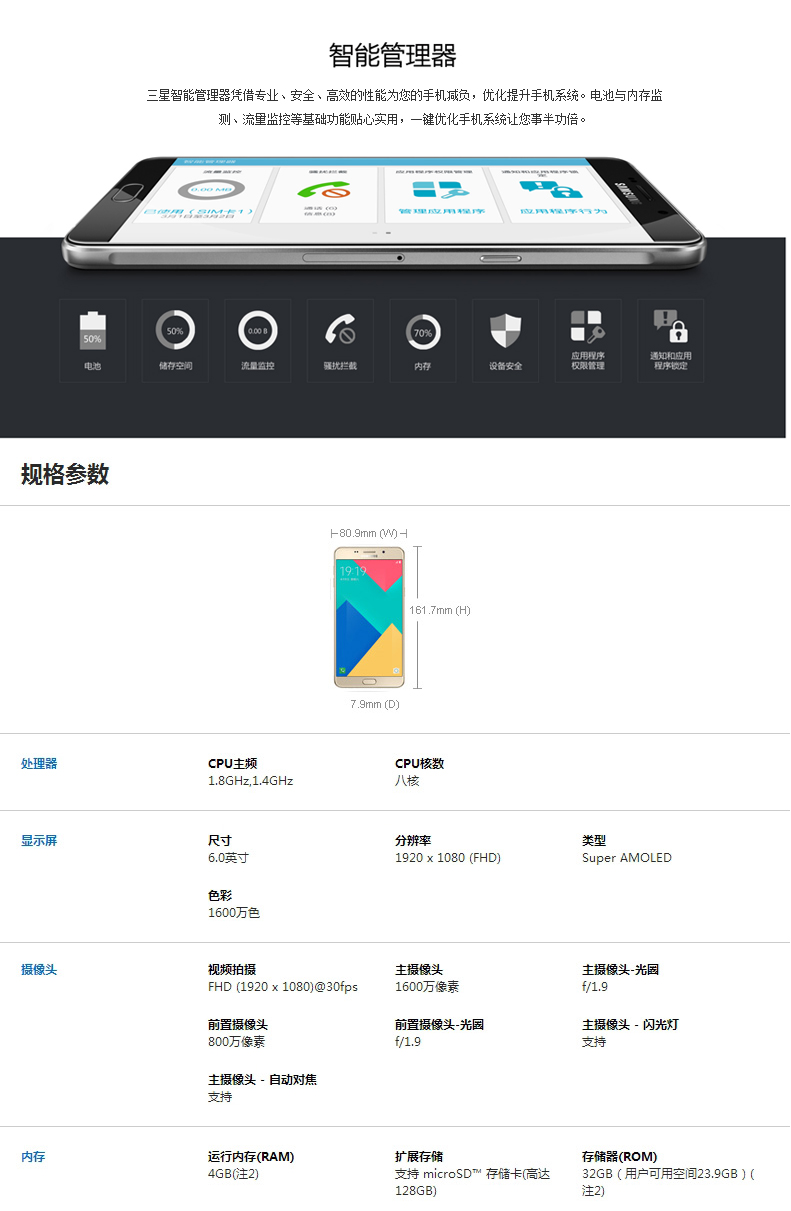 智能管理器
三星智能管理器凭借专业、安全、高效的性能为您的手机减负，优化提升手机系统。电池与内存监
测、流量监控等基础功能贴心实用，一键优化手机系统让您事半功倍。
智能管理器
流量监控 骚扰拦截 应用程序权限管理 通知和应用程序锁
定
0.00 MB
SAMSUNG
已使用（SIM卡1） 通话 (0) 管理应用程序 应用程序行为
3月1日至3月2日 信息(0)
50% 50% 0.00 B 70%
电池 储存空间 流量监控 骚扰拦截 内存 设备安全 应用程序 通知和应用
权限管理 程序锁定
规格参数
80.9mm (W)
19:19
161.7mm (H)
7.9mm (D)
处理器 CPU主频 CPU核数
1.8GHz,1.4GHz 八核
显示屏 尺寸 分辨率 类型
6.0英寸 1920 x 1080 (FHD) Super AMOLED
色彩
1600万色
摄像头 视频拍摄 主摄像头 主摄像头-光圈
FHD (1920 x 1080)@30fps 1600万像素 f/1.9
前置摄像头 前置摄像头-光圈 主摄像头 - 闪光灯
800万像素 f/1.9 支持
主摄像头 - 自动对焦
支持
内存 运行内存(RAM) 扩展存储 存储器(ROM)
4GB(注2) 支持 microSD™ 存储卡(高达 32GB ( 用户可用空间23.9GB ) (
128GB) 注2)